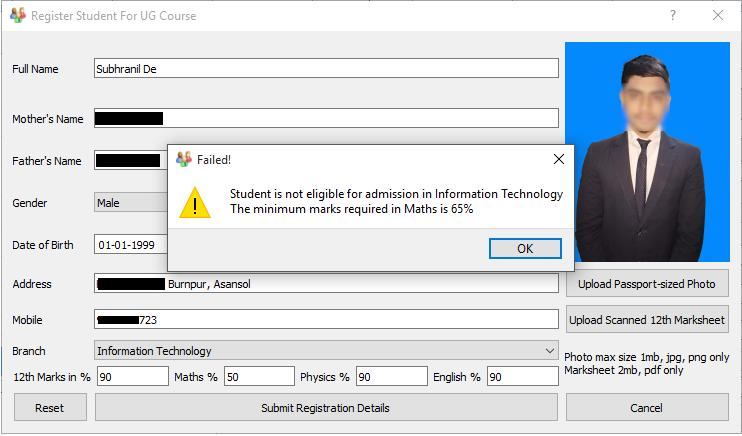 Register Student For UG Course
?
Full Name
Subhranil De
Mother's Name
Father's Name
Failed!
Student is not eligible for admission in Information Technology
The minimum marks required in Maths is 65%
OK
Gender
Male
Date of Birth
01-01-1999
Address
Burnpur, Asansol
Upload Passport-sized Photo
Mobile
723
Upload Scanned 12th Marksheet
Branch
Information Technology
Photo max size 1mb, jpg, png only
Marksheet 2mb, pdf only
12th Marks in % 90 Maths % 50 Physics % 90 English % 90
Reset
Submit Registration Details
Cancel